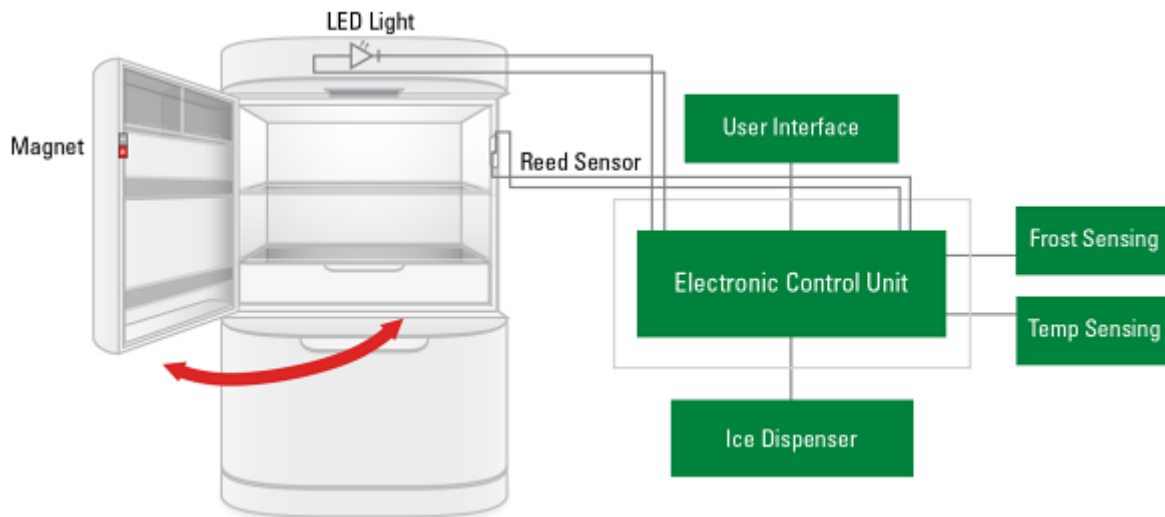 LED Light
Magnet
Reed Sensor
User Interface
Electronic Control Unit
Frost Sensing
Temp Sensing
Ice Dispenser